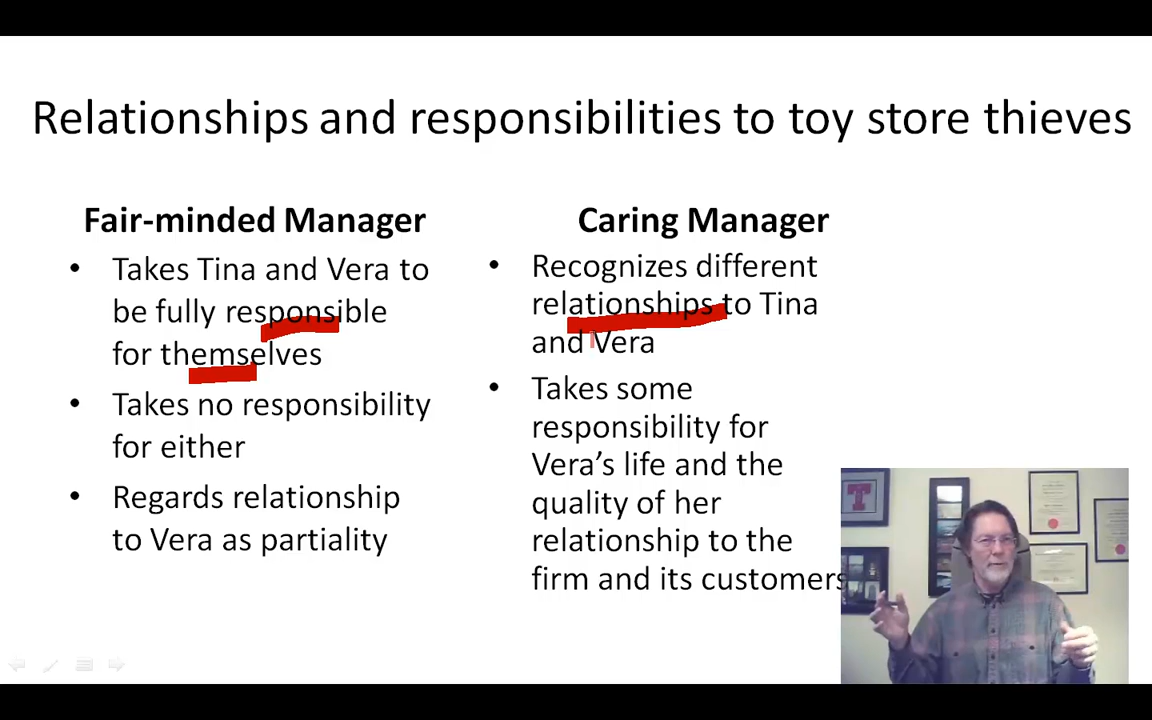 Relationships and responsibilities to toy store thieves
Fair-minded Manager
• Takes Tina and Vera to
be fully responsible
for themselves
• Takes no responsibility
for either
• Regards relationship
to Vera as partiality
Caring Manager
• Recognizes different
relationships to Tina
and Vera
• Takes some
responsibility for
Vera's life and the
quality of her
relationship to the
firm and its customers
T